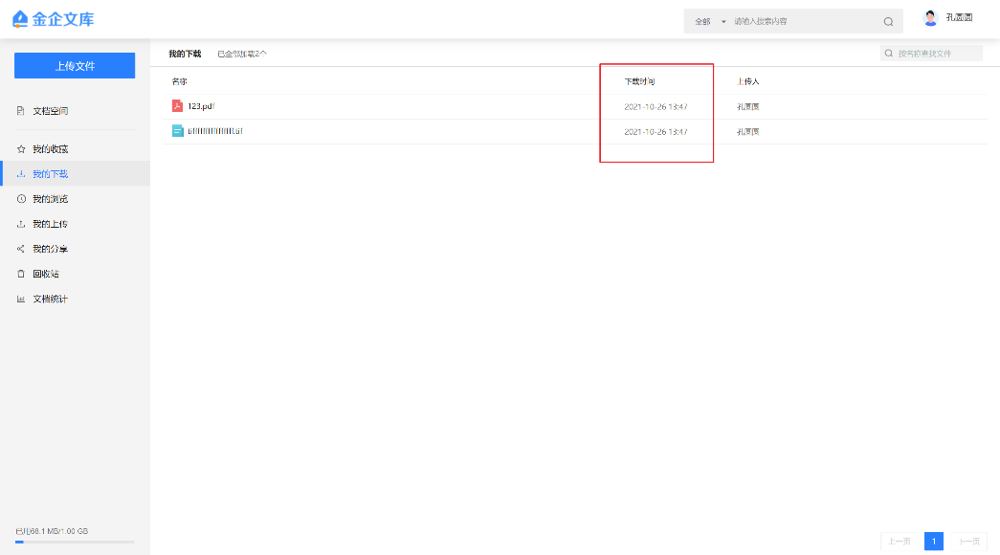 金企文库
全部
请输入搜索内容
孔圆圆
上传文件
文档空间
我的收藏
我的下载
我的浏览
我的上传
我的分享
回收站
文档统计
已用68.1 MB/1.00 GB
我的下载 已全部加载2个
按名称查找文件
名称 下载时间 上传人
123.pdf 2021-10-26 13:47 孔圆圆
2021-10-26 13:47 孔圆圆
上一页 1 下一页